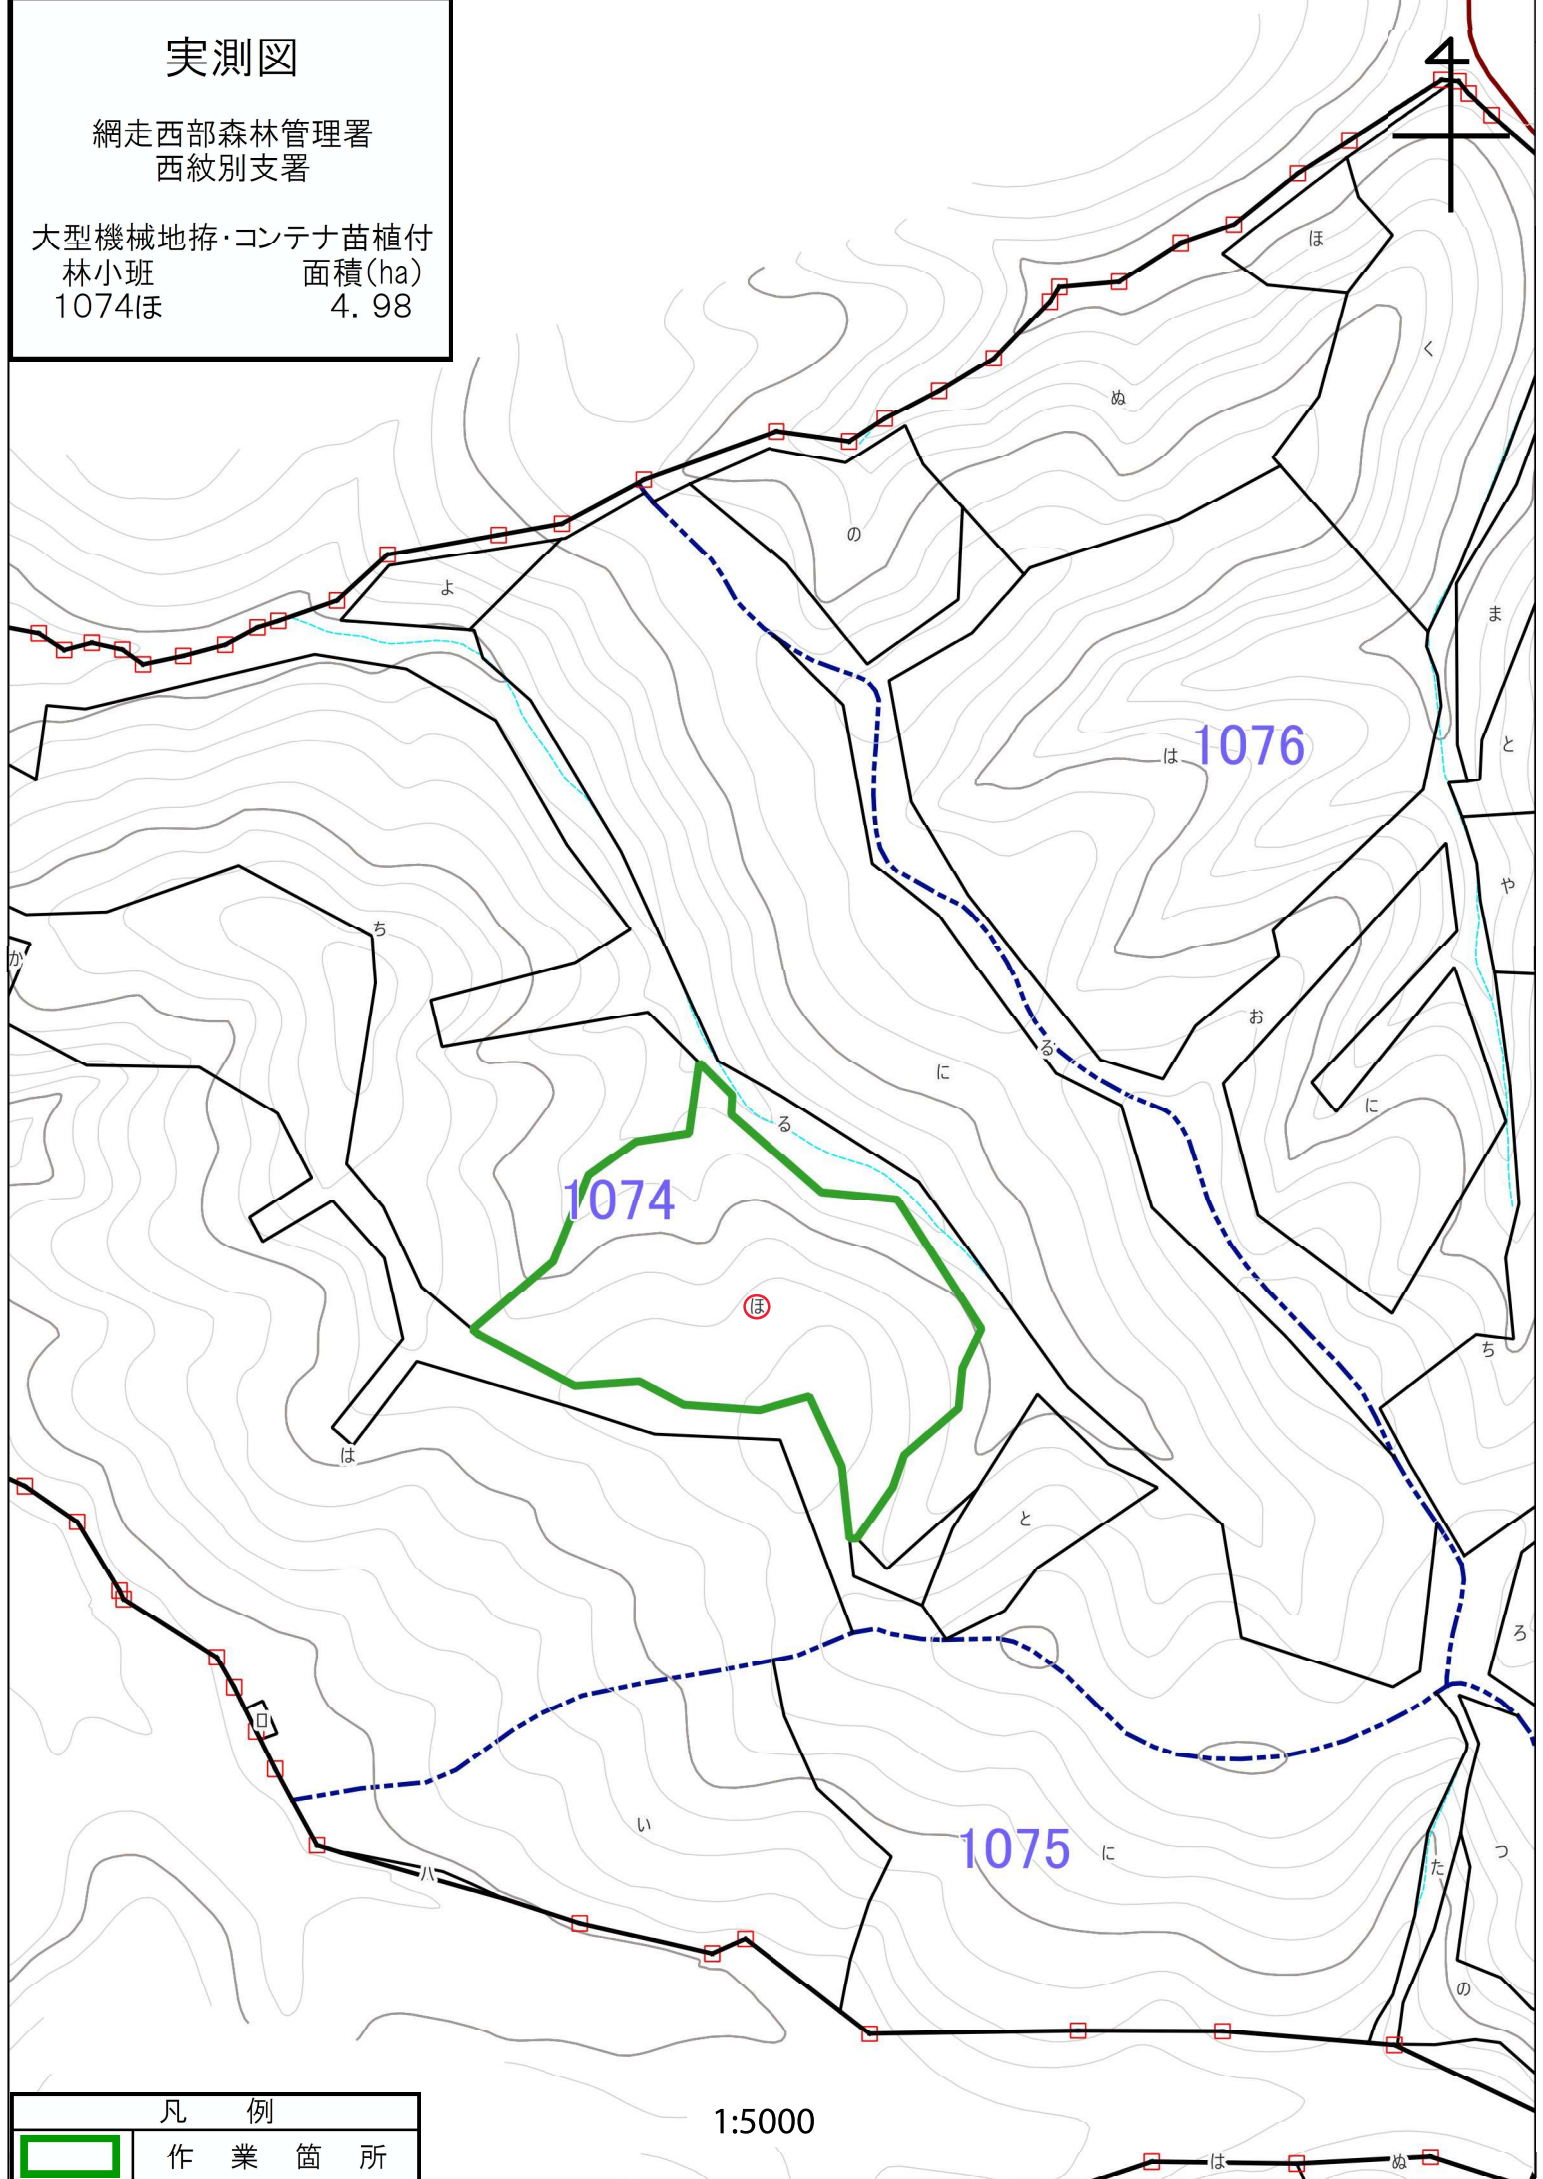 実測図
網走西部森林管理署
西紋別支署
大型機械地拵・コンテナ苗植付
林小班 面積(ha)
1074ほ 4.98
ほ
く
ぬ
の
よ
ま
と
は 1076
や
ち
か
お
る
に
に
る
1074
ほ
ち
は
と
ろ
ロ
い
1075 に
つ
た
ハ
の
凡 例
作 業 箇 所
1:5000
は
ぬ